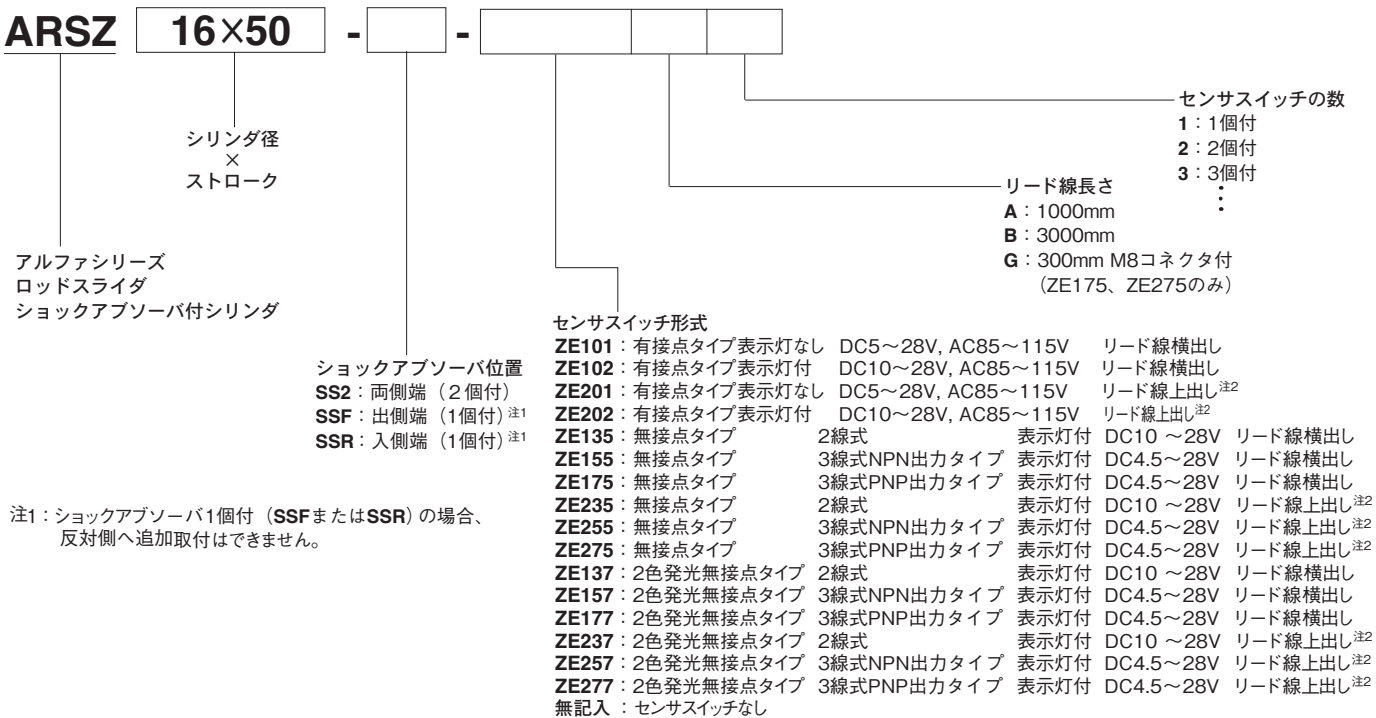 ARSZ 16×50 - -
シリンダ径
×
ストローク
アルファシリーズ
ロッドスライダ
ショックアブソーバ付シリンダ
ショックアブソーバ位置
SS2：両側端（２個付）
SSF：出側端（1個付）注1
SSR：入側端（1個付）注1
注1：ショックアブソーバ1個付（SSFまたはSSR）の場合、
反対側へ追加取付はできません。
センサスイッチの数
1：1個付
2：2個付
3：3個付
⋮
リード線長さ
A：1000mm
B：3000mm
G：300mm M8コネクタ付
（ZE175、ZE275のみ）
センサスイッチ形式
ZE101：有接点タイプ表示灯なし DC5〜28V, AC85〜115V リード線横出し
ZE102：有接点タイプ表示灯付 DC10〜28V, AC85〜115V リード線横出し
ZE201：有接点タイプ表示灯なし DC5〜28V, AC85〜115V リード線上出し注2
ZE202：有接点タイプ表示灯付 DC10〜28V, AC85〜115V リード線上出し注2
ZE135：無接点タイプ 2線式 表示灯付 DC10 〜28V リード線横出し
ZE155：無接点タイプ 3線式NPN出力タイプ 表示灯付 DC4.5〜28V リード線横出し
ZE175：無接点タイプ 3線式PNP出力タイプ 表示灯付 DC4.5〜28V リード線横出し
ZE235：無接点タイプ 2線式 表示灯付 DC10 〜28V リード線上出し注2
ZE255：無接点タイプ 3線式NPN出力タイプ 表示灯付 DC4.5〜28V リード線上出し注2
ZE275：無接点タイプ 3線式PNP出力タイプ 表示灯付 DC4.5〜28V リード線上出し注2
ZE137：2色発光無接点タイプ 2線式 表示灯付 DC10 〜28V リード線横出し
ZE157：2色発光無接点タイプ 3線式NPN出力タイプ 表示灯付 DC4.5〜28V リード線横出し
ZE177：2色発光無接点タイプ 3線式PNP出力タイプ 表示灯付 DC4.5〜28V リード線横出し
ZE237：2色発光無接点タイプ 2線式 表示灯付 DC10 〜28V リード線上出し注2
ZE257：2色発光無接点タイプ 3線式NPN出力タイプ 表示灯付 DC4.5〜28V リード線上出し注2
ZE277：2色発光無接点タイプ 3線式PNP出力タイプ 表示灯付 DC4.5〜28V リード線上出し注2
無記入 ：センサスイッチなし